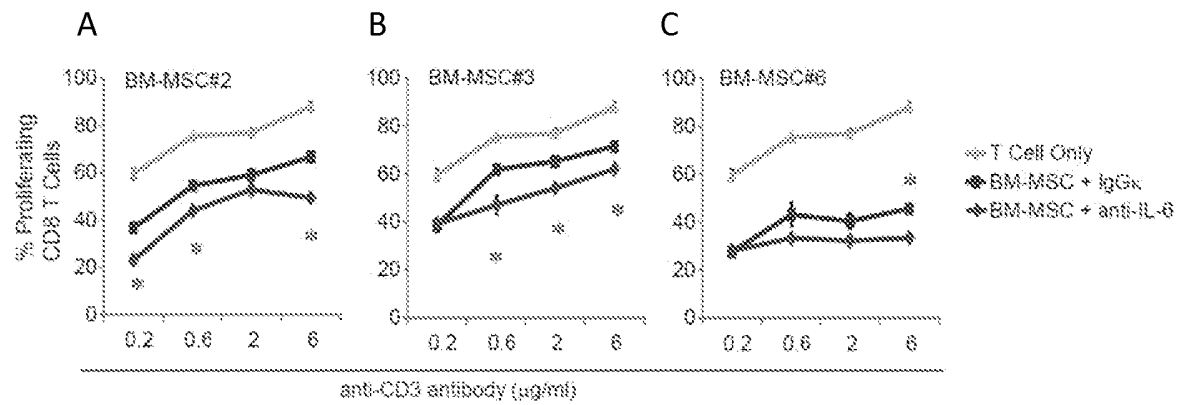 A
B
C
BM-MSC#2
BM-MSC#3
BM-MSC#6
% Proliferating
CD8 T Cells
100
80
60
40
20
0
100
80
60
40
20
0
100
80
60
40
20
0
*
*
*
*
*
*
*
T Cell Only
BM-MSC + IgGκ
BM-MSC + anti-IL-6
0.2 0.6 2 6
0.2 0.6 2 6
0.2 0.6 2 6
anti-CD3 antibody (μg/ml)